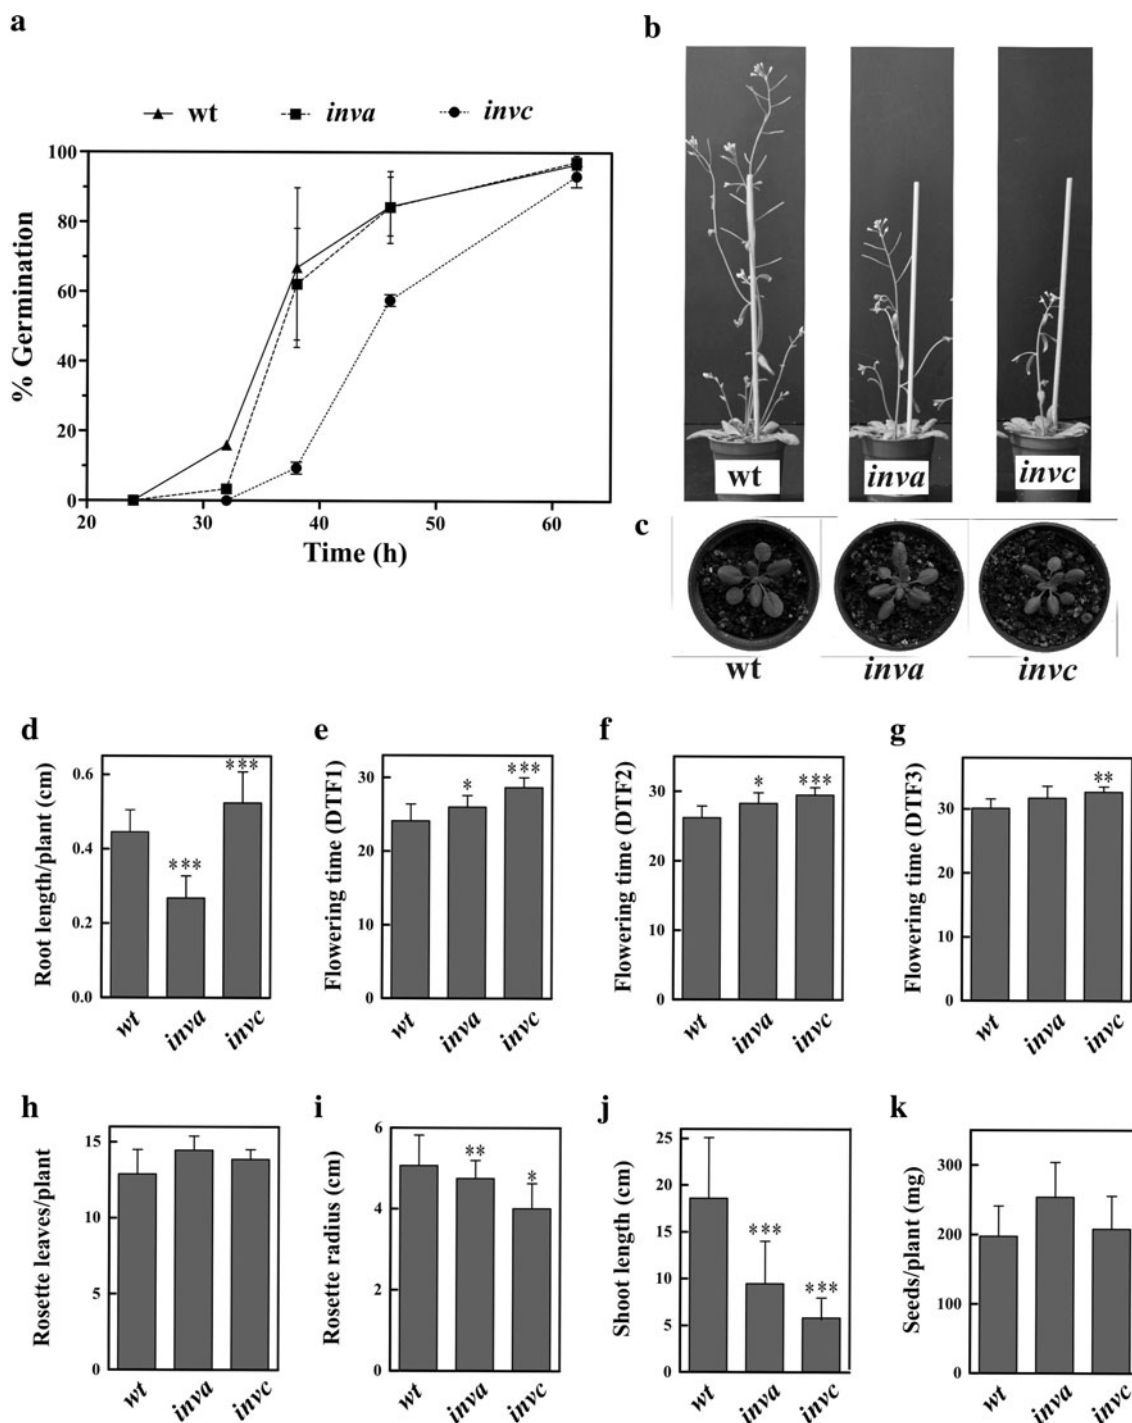 a
wt inva invc
100
80
60
40
20
0
% Germination
20 30 40 50 60
Time (h)
b
wt inva invc
c
wt inva invc
d
Root length/plant (cm)
0.6
***
0.4
***
0.2
0.0
wt inva invc
e
Flowering time (DTF1)
30
* ***
20
10
0
wt inva invc
f
Flowering time (DTF2)
30
* ***
20
10
0
wt inva invc
g
Flowering time (DTF3)
30
**
20
10
0
wt inva invc
h
Rosette leaves/plant
15
10
5
0
wt inva invc
i
Rosette radius (cm)
6
** *
4
2
0
wt inva invc
j
Shoot length (cm)
25
20
15
***
10
***
5
0
wt inva invc
k
Seeds/plant (mg)
300
200
100
0
wt inva invc